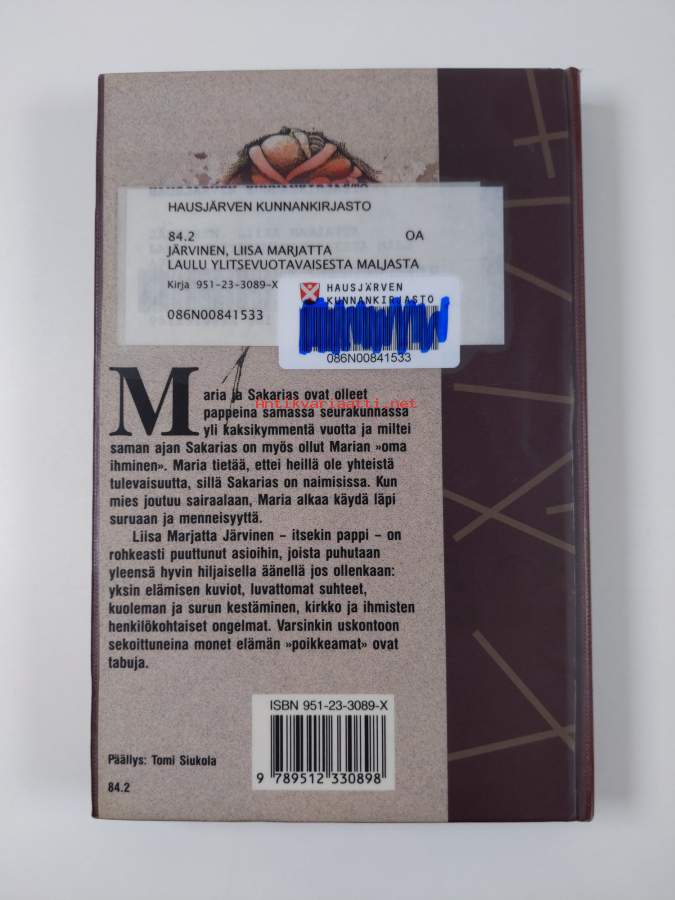 HAUSJÄRVEN KUNNANKIRJASTO
84.2 OA
JÄRVINEN, LIISA MARJATTA
LAULU YLITSEVUOTAVAISESTA MALJASTA
Kirja 951-23-3089-X
086N00841533
HAUSJÄRVEN
KUNNANKIRJASTO
086N00841533
Maria ja Sakarias ovat olleet
Antikvariaatti.net
pappeina samassa seurakunnassa
yli kaksikymmentä vuotta ja miltei
saman ajan Sakarias on myös ollut Marian »oma
ihminen». Maria tietää, ettei heillä ole yhteistä
tulevaisuutta, sillä Sakarias on naimisissa. Kun
mies joutuu sairaalaan, Maria alkaa käydä läpi
suruaan ja menneisyyttä.
Liisa Marjatta Järvinen – itsekin pappi – on
rohkeasti puuttunut asioihin, joista puhutaan
yleensä hyvin hiljaisella äänellä jos ollenkaan:
yksin elämisen kuviot, luvattomat suhteet,
kuoleman ja surun kestäminen, kirkko ja ihmisten
henkilökohtaiset ongelmat. Varsinkin uskontoon
sekoittuneina monet elämän »poikkeamat» ovat
tabuja.
ISBN 951-23-3089-X
9 789512 330898
Päällys: Tomi Siukola
84.2